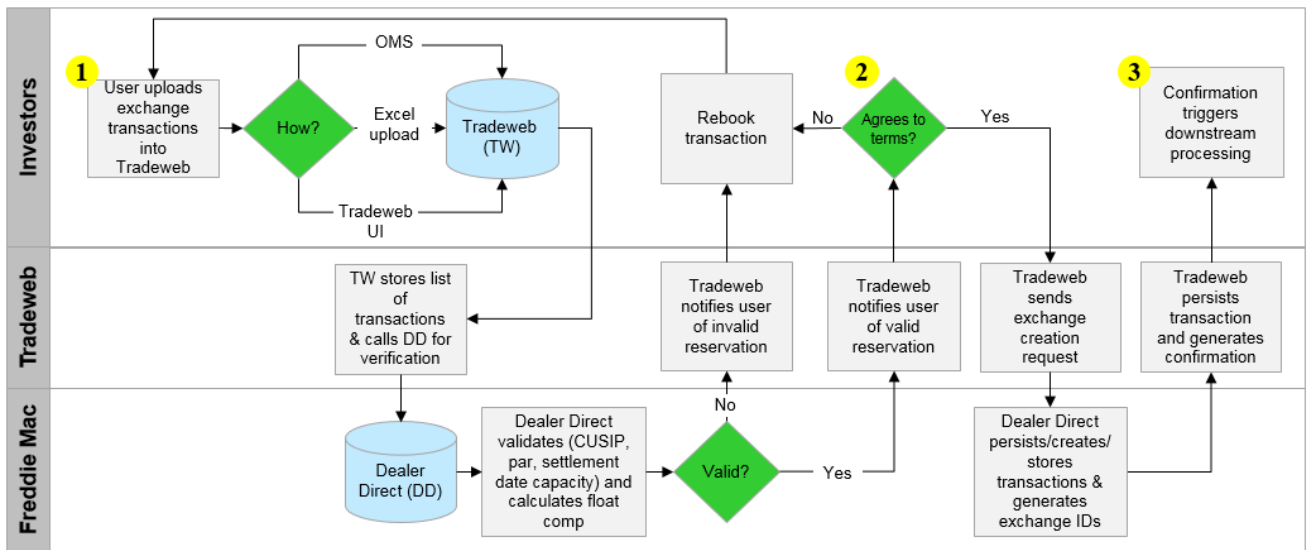 Investors
1
User uploads
exchange
transactions
into
Tradeweb
How?
OMS
Excel
upload
Tradeweb
UI
Tradeweb
(TW)
Rebook
transaction
No
2
Agrees to
terms?
Yes
3
Confirmation
triggers
downstream
processing
Tradeweb
TW stores list
of
transactions
& calls DD for
verification
Tradeweb
notifies user
of invalid
reservation
Tradeweb
notifies user
of valid
reservation
Tradeweb
sends
exchange
creation
request
Tradeweb
persists
transaction
and generates
confirmation
Freddie Mac
Dealer
Direct (DD)
Dealer Direct
validates (CUSIP,
par, settlement
date capacity) and
calculates float
comp
No
Valid?
Yes
Dealer Direct
persists/creates/
stores
transactions &
generates
exchange IDs